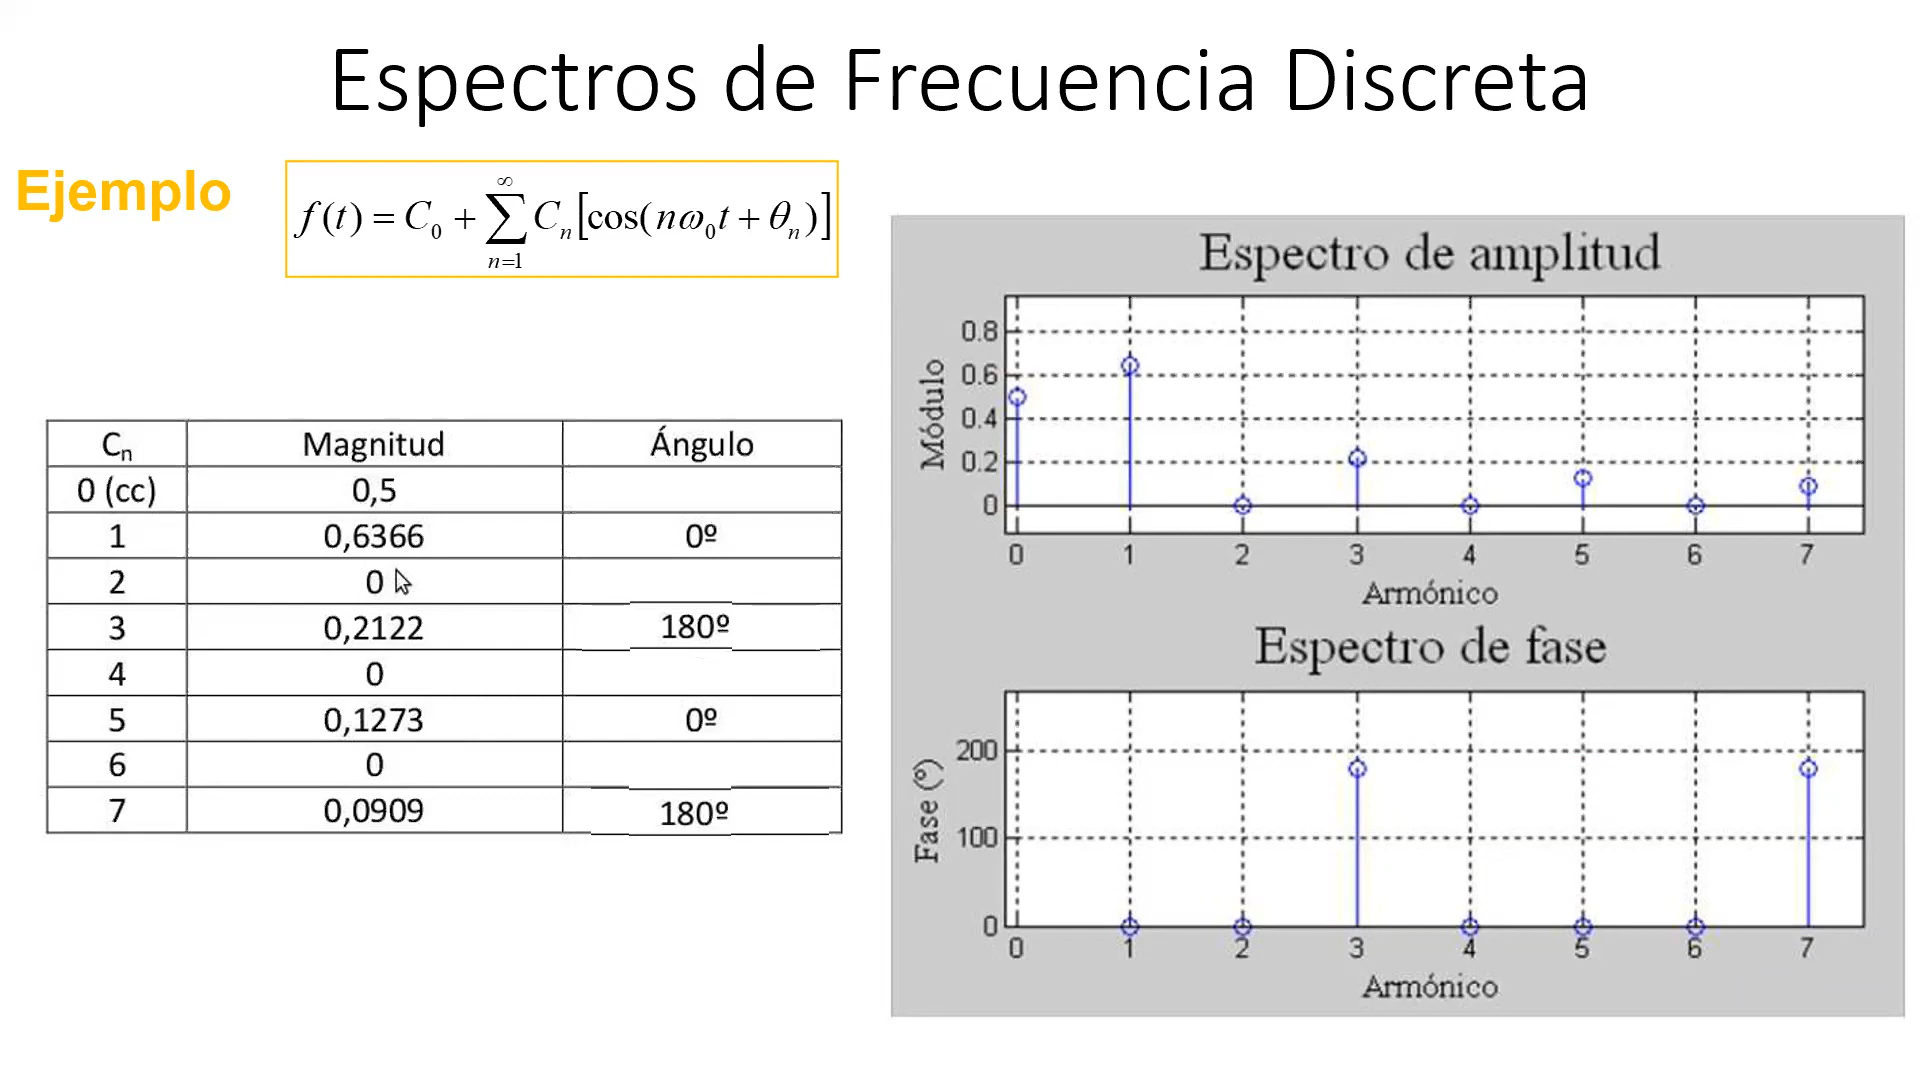 Espectros de Frecuencia Discreta
Ejemplo
f(t) = C₀ + ∑ₙ₌₁^∞ Cₙ[cos(nω₀t + θₙ)]
Cₙ Magnitud Ángulo
0 (cc) 0,5
1 0,6366 0º
2 0
3 0,2122 180º
4 0
5 0,1273 0º
6 0
7 0,0909 180º
Espectro de amplitud
Módulo
0.8
0.6
0.4
0.2
0
0 1 2 3 4 5 6 7
Armónico
Espectro de fase
Fase (º)
200
100
0
0 1 2 3 4 5 6 7
Armónico